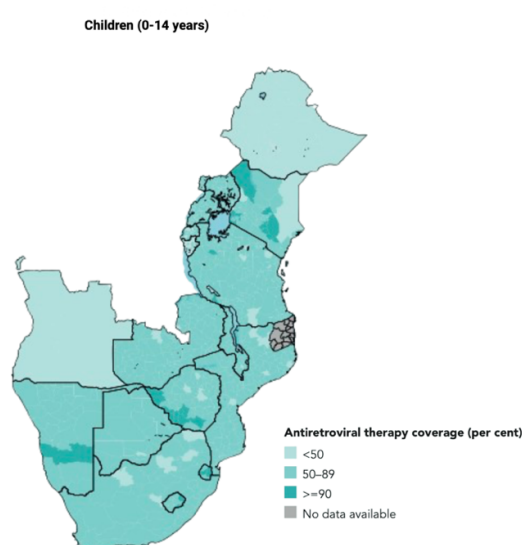 Children (0-14 years)
Antiretroviral therapy coverage (per cent)
<50
50–89
>=90
No data available